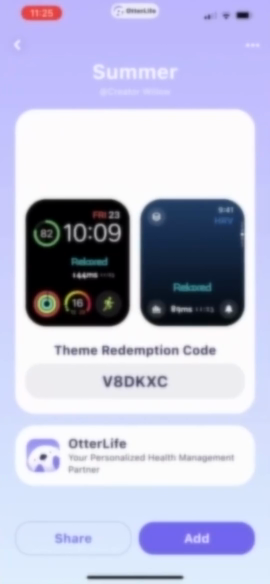 11:25
OtterLife
Summer
FRI 23
82
10:09
Relaxed
16
9:41
HRV
Relaxed
Theme Redemption Code
V8DKXC
OtterLife
Your Personalized Health Management
Partner
Share
Add